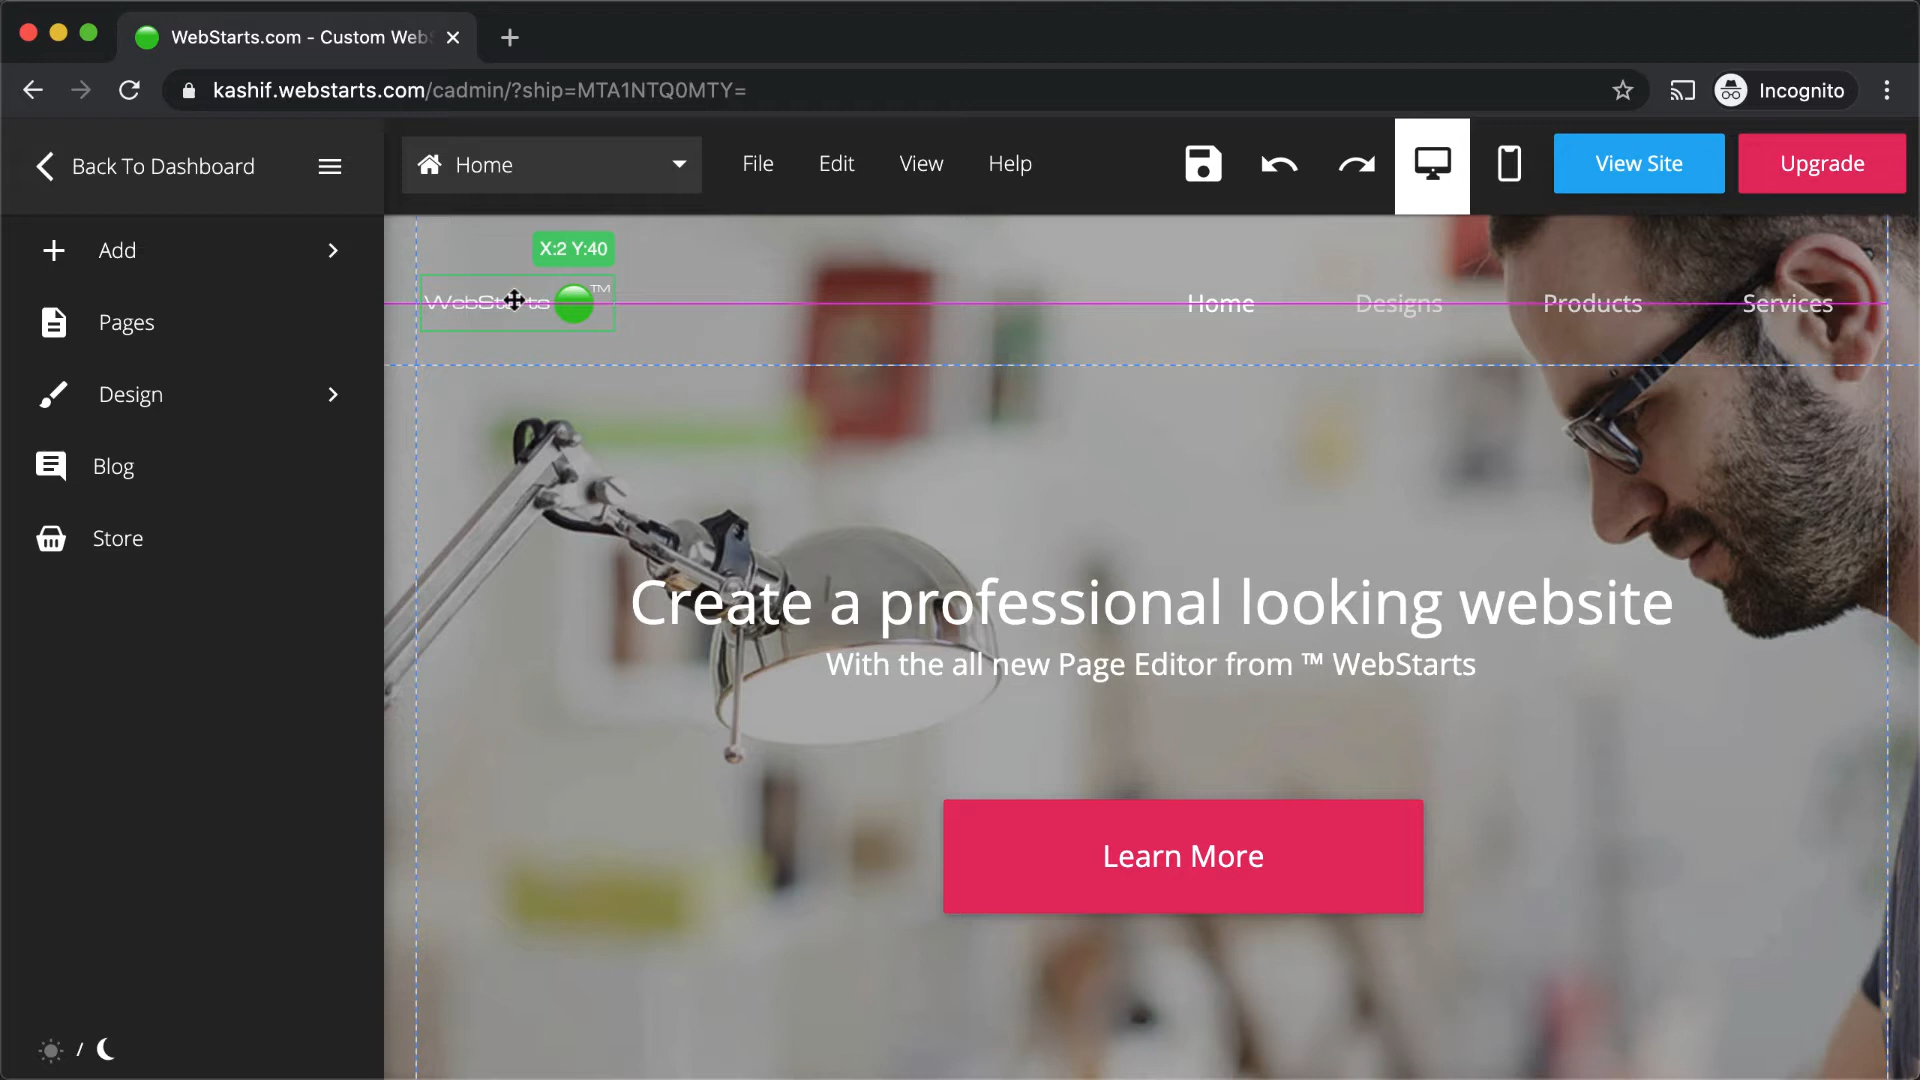 WebStarts.com - Custom Web
kashif.webstarts.com/cadmin/?ship=MTA1NTQ0MTY=
Incognito
Back To Dashboard
Home
File
Edit
View
Help
View Site
Upgrade
Add
Pages
Design
Blog
Store
/
X:2 Y:40
WebStarts ™
Home
Designs
Products
Services
Create a professional looking website
With the all new Page Editor from ™ WebStarts
Learn More